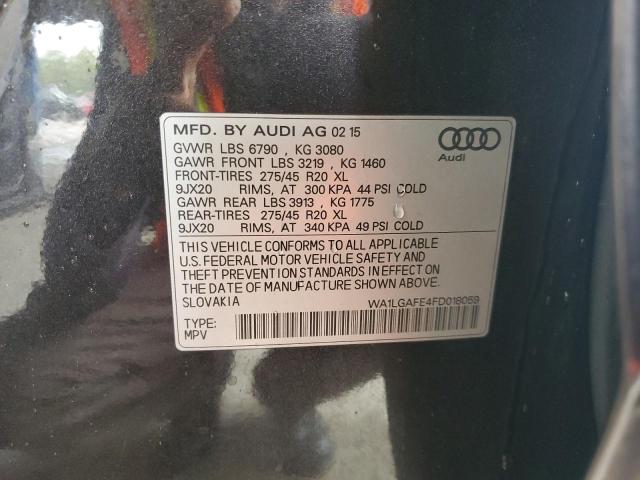 MFD. BY AUDI AG 02 15
GVWR LBS 6790 , KG 3080
GAWR FRONT LBS 3219 , KG 1460
FRONT-TIRES 275/45 R20 XL
9JX20 RIMS, AT 300 KPA 44 PSI COLD
GAWR REAR LBS 3913 , KG 1775
REAR-TIRES 275/45 R20 XL
9JX20 RIMS, AT 340 KPA 49 PSI COLD
Audi
THIS VEHICLE CONFORMS TO ALL APPLICABLE
U.S. FEDERAL MOTOR VEHICLE SAFETY AND
THEFT PREVENTION STANDARDS IN EFFECT ON
THE DATE OF MANUFACTURE SHOWN ABOVE.
SLOVAKIA WA1LGAFE4FD018059
TYPE:
MPV